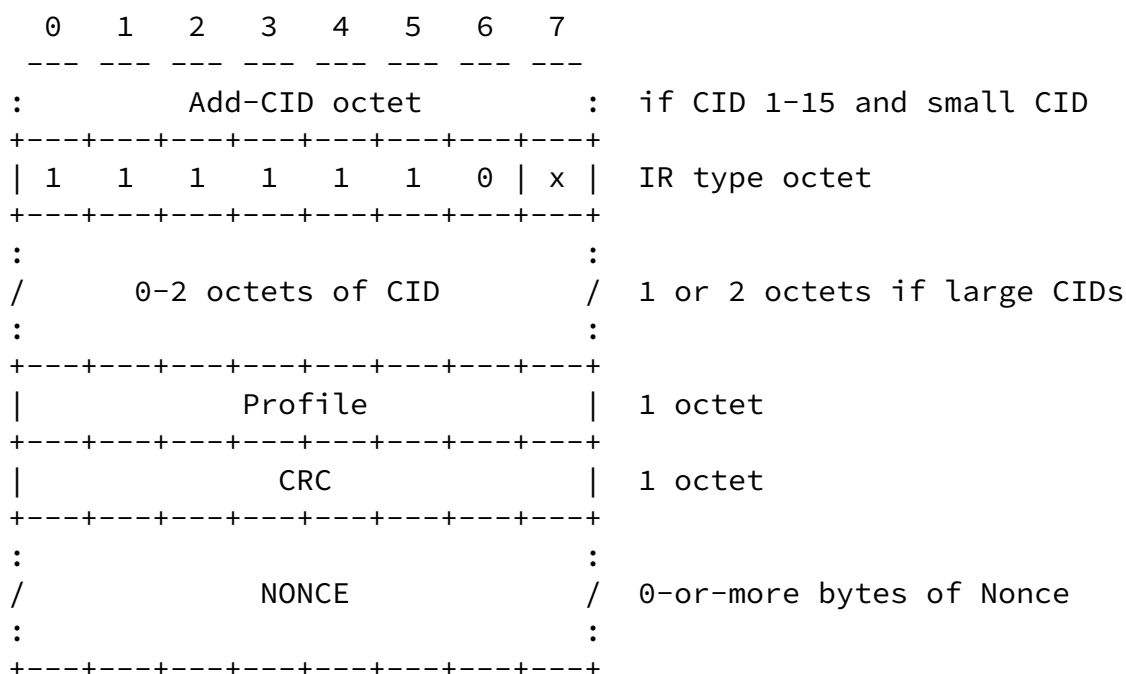 0   1   2   3   4   5   6   7
 --- --- --- --- --- --- --- ---
:         Add-CID octet         :  if CID 1-15 and small CID
+---+---+---+---+---+---+---+---+
| 1   1   1   1   1   1   0 | x |  IR type octet
+---+---+---+---+---+---+---+---+
:                               :
/      0-2 octets of CID        /  1 or 2 octets if large CIDs
:                               :
+---+---+---+---+---+---+---+---+
|            Profile            |  1 octet
+---+---+---+---+---+---+---+---+
|              CRC              |  1 octet
+---+---+---+---+---+---+---+---+
:                               :
/             NONCE             /  0-or-more bytes of Nonce
:                               :
+---+---+---+---+---+---+---+---+